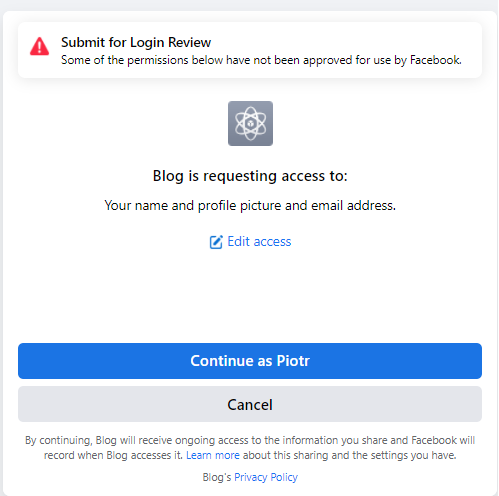 Submit for Login Review
Some of the permissions below have not been approved for use by Facebook.
Blog is requesting access to:
Your name and profile picture and email address.
Edit access
Continue as Piotr
Cancel
By continuing, Blog will receive ongoing access to the information you share and Facebook will
record when Blog accesses it. Learn more about this sharing and the settings you have.
Blog's Privacy Policy